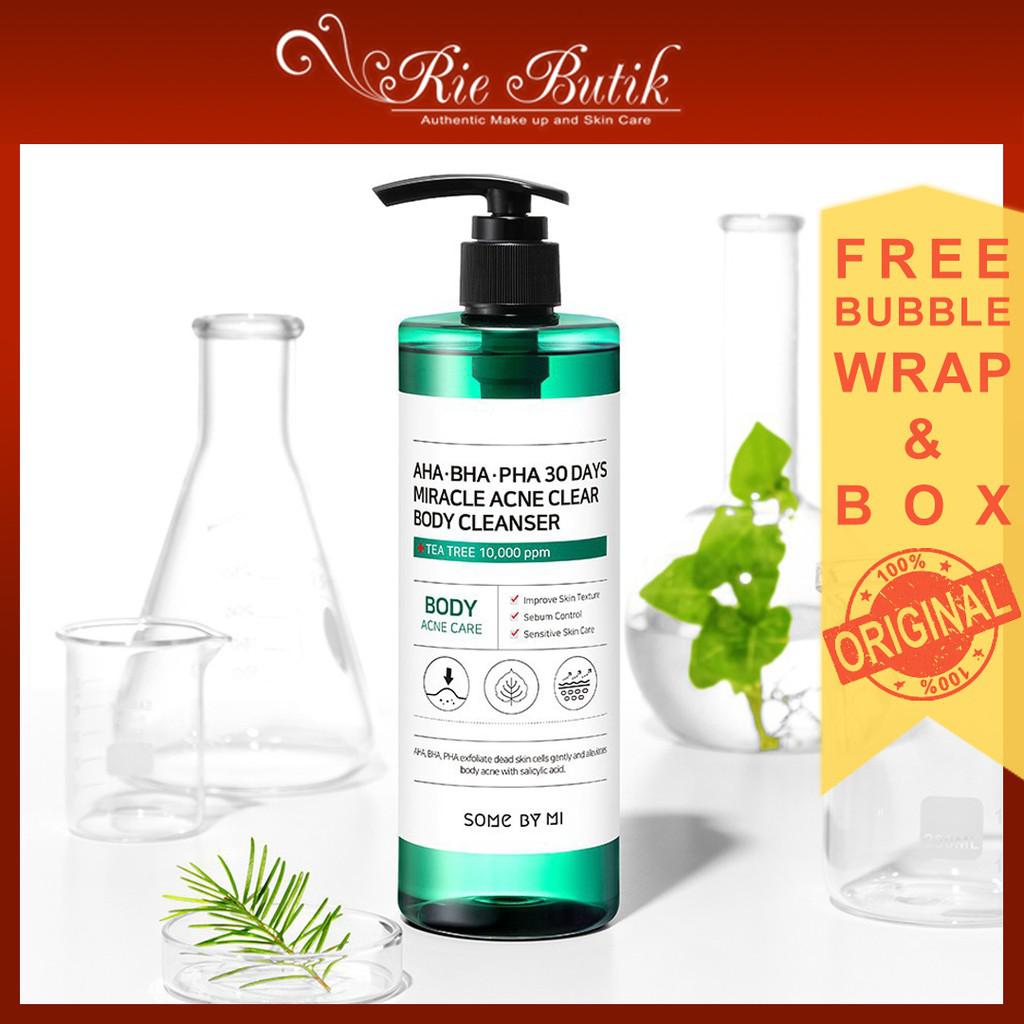 Rie Butik
Authentic Make up and Skin Care
FREE
BUBBLE
WRAP
&
BOX
100%
ORIGINAL
100%
AHA·BHA·PHA 30 DAYS
MIRACLE ACNE CLEAR
BODY CLEANSER
+TEA TREE 10,000 ppm
BODY
ACNE CARE
Improve Skin Texture
Sebum Control
Sensitive Skin Care
AHA, BHA, PHA exfoliate dead skin cells gently and alleviates
body acne with salicylic acid.
SOME BY MI